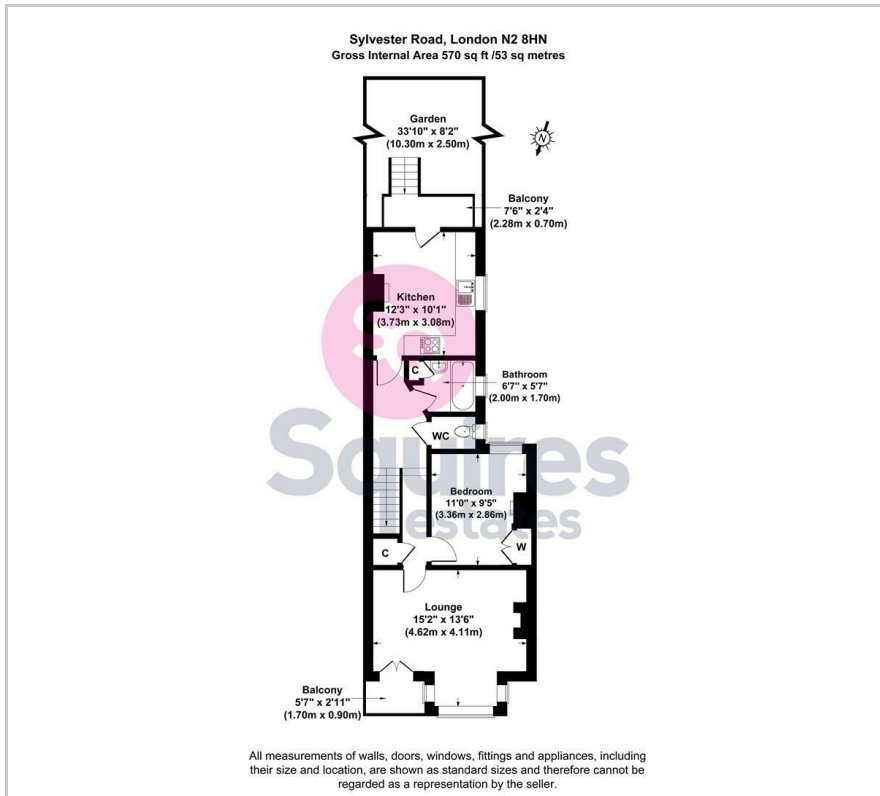 Sylvester Road, London N2 8HN
Gross Internal Area 570 sq ft /53 sq metres
Garden
33'10" x 8'2"
(10.30m x 2.50m)
N
Balcony
7'6" x 2'4"
(2.28m x 0.70m)
Kitchen
12'3" x 10'1"
(3.73m x 3.08m)
C
Bathroom
6'7" x 5'7"
(2.00m x 1.70m)
WC
Squires
estates
Bedroom
11'0" x 9'5"
(3.36m x 2.86m)
W
C
Lounge
15'2" x 13'6"
(4.62m x 4.11m)
Balcony
5'7" x 2'11"
(1.70m x 0.90m)
All measurements of walls, doors, windows, fittings and appliances, including
their size and location, are shown as standard sizes and therefore cannot be
regarded as a representation by the seller.